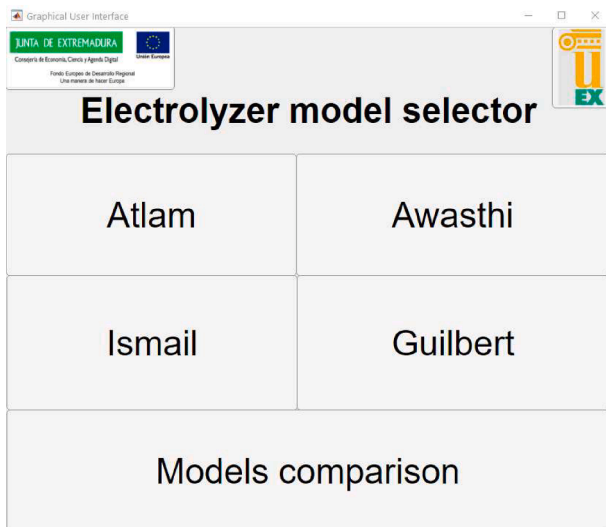 Graphical User Interface
JUNTA DE EXTREMADURA
Consejería de Economía, Ciencia y Agenda Digital
Unión Europea
Fondo Europeo de Desarrollo Regional
Una manera de hacer Europa
UEX
Electrolyzer model selector
Atlam
Awasthi
Ismail
Guilbert
Models comparison